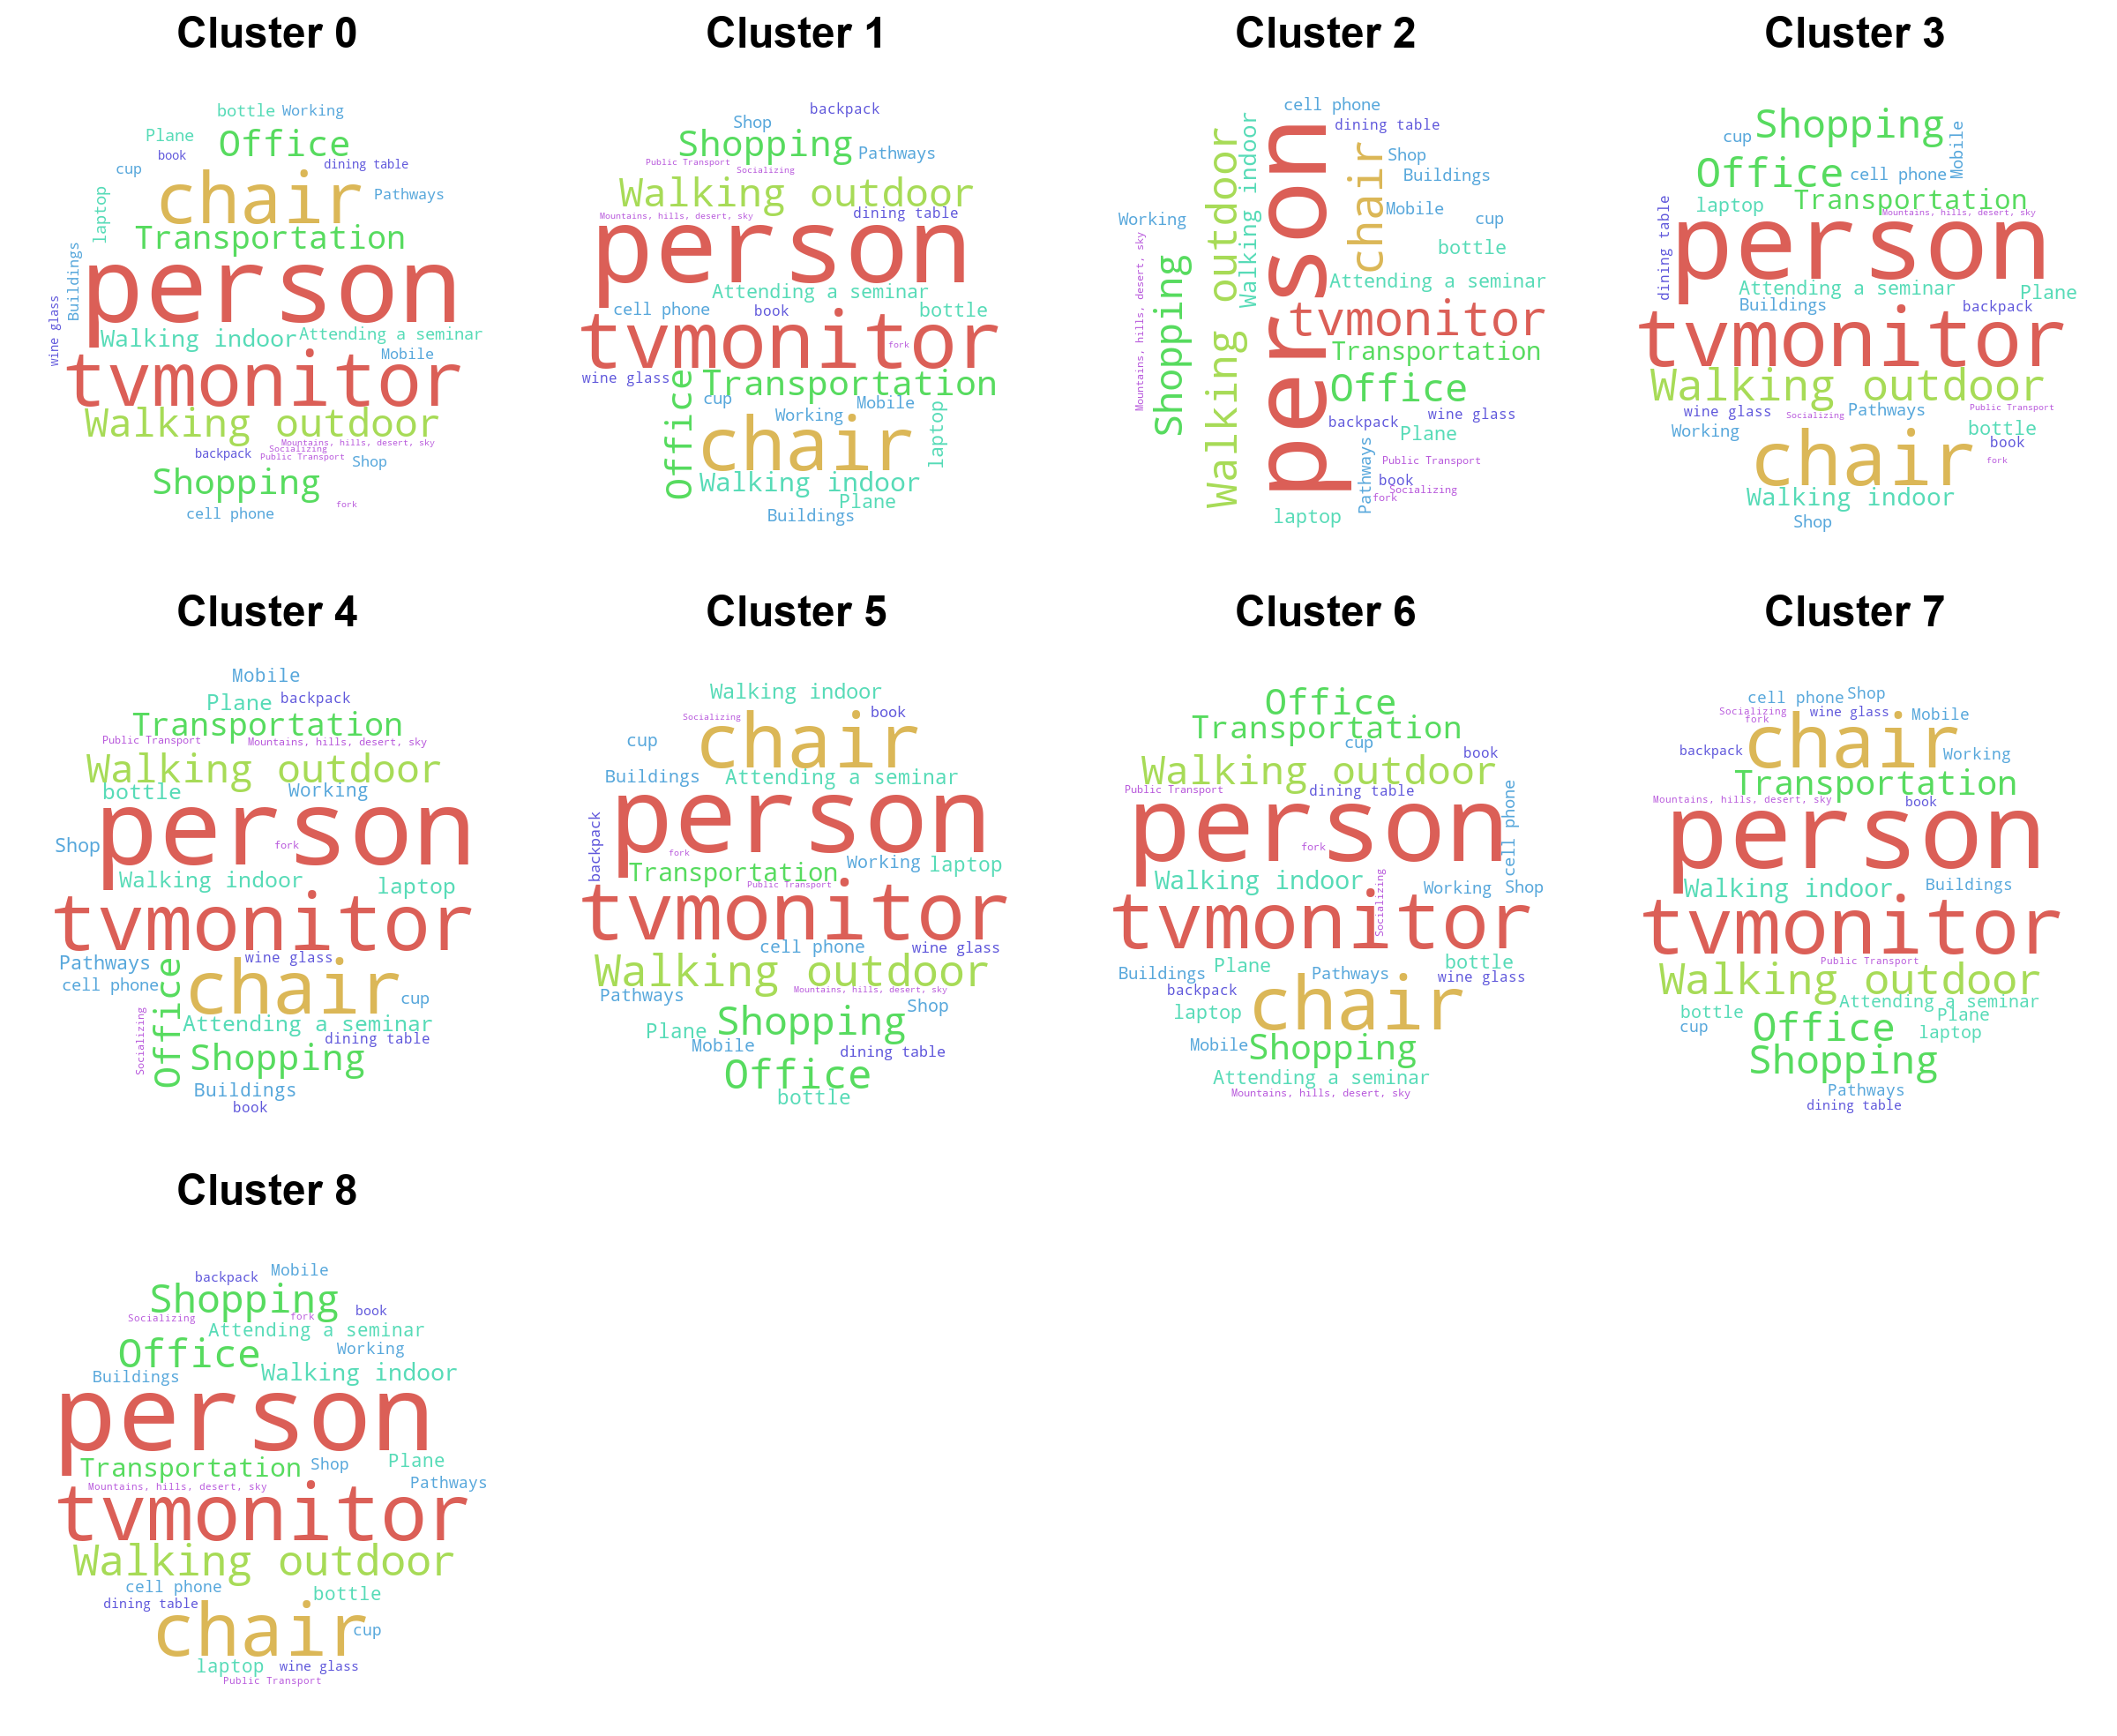 Cluster 0
bottle
Working
Plane
Office
book
dining table
cup
chair
Pathways
laptop
Transportation
Buildings
person
wine glass
Walking indoor
Attending a seminar
Mobile
tvmonitor
Walking outdoor
Mountains, hills, desert, sky
Socializing
backpack
Public Transport
Shop
Shopping
fork
cell phone
Cluster 1
backpack
Shop
Shopping
Pathways
Public Transport
Socializing
Walking outdoor
Mountains, hills, desert, sky
dining table
person
Attending a seminar
cell phone
book
bottle
tvmonitor
fork
wine glass
Office
Transportation
cup
Mobile
Working
chair
laptop
Walking indoor
Plane
Buildings
Cluster 2
cell phone
dining table
Walking indoor
Walking outdoor
person
chair
Shop
Buildings
Mobile
Working
cup
Mountains, hills, desert, sky
bottle
Shopping
Attending a seminar
tvmonitor
Transportation
Office
backpack
wine glass
Plane
Pathways
Public Transport
book
Socializing
fork
laptop
Cluster 3
Shopping
cup
Mobile
Office
cell phone
dining table
laptop
Transportation
Mountains, hills, desert, sky
person
Attending a seminar
Plane
Buildings
backpack
tvmonitor
Walking outdoor
wine glass
Socializing
Pathways
Public Transport
Working
bottle
chair
book
fork
Walking indoor
Shop
Cluster 4
Mobile
Plane
backpack
Transportation
Public Transport
Mountains, hills, desert, sky
Walking outdoor
bottle
Working
person
Shop
fork
Walking indoor
laptop
tvmonitor
Pathways
wine glass
cell phone
Office
chair
cup
Socializing
Attending a seminar
dining table
Shopping
Buildings
book
Cluster 5
Walking indoor
Socializing
book
chair
cup
Buildings
Attending a seminar
backpack
person
fork
Working
laptop
Transportation
Public Transport
tvmonitor
cell phone
wine glass
Walking outdoor
Mountains, hills, desert, sky
Pathways
Shop
Shopping
Plane
Mobile
dining table
Office
bottle
Cluster 6
Office
Transportation
cup
book
Walking outdoor
Public Transport
dining table
person
cell phone
fork
Walking indoor
Socializing
Working
Shop
tvmonitor
bottle
Buildings
Plane
Pathways
wine glass
backpack
chair
laptop
Mobile
Shopping
Attending a seminar
Mountains, hills, desert, sky
Cluster 7
cell phone
Shop
Socializing
wine glass
Mobile
fork
chair
backpack
Working
Transportation
Mountains, hills, desert, sky
book
person
Walking indoor
Buildings
tvmonitor
Public Transport
Walking outdoor
Attending a seminar
bottle
Plane
cup
Office
laptop
Shopping
Pathways
dining table
Cluster 8
Mobile
backpack
Shopping
book
Socializing
fork
Attending a seminar
Office
Working
Walking indoor
Buildings
person
Transportation
Shop
Plane
Pathways
Mountains, hills, desert, sky
tvmonitor
Walking outdoor
cell phone
bottle
dining table
chair
cup
laptop
wine glass
Public Transport